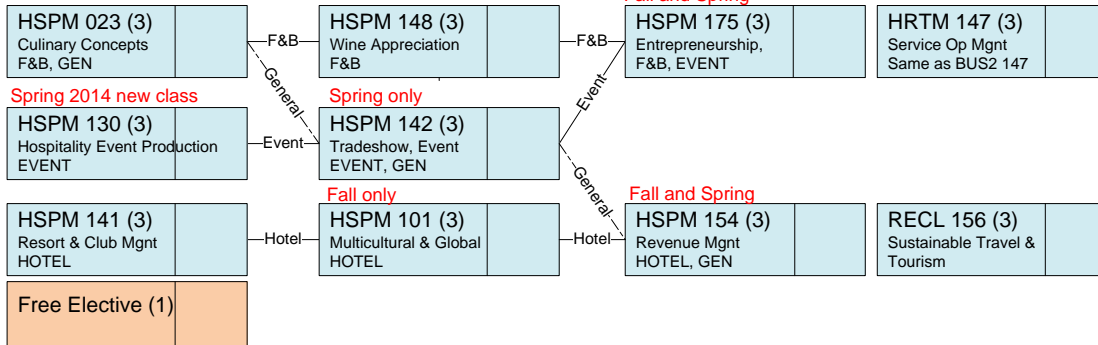 Fall and Spring
HSPM 023 (3)
Culinary Concepts
F&B, GEN
F&B
General
HSPM 148 (3)
Wine Appreciation
F&B
F&B
HSPM 175 (3)
Entrepreneurship,
F&B, EVENT
HRTM 147 (3)
Service Op Mgnt
Same as BUS2 147
Spring 2014 new class
HSPM 130 (3)
Hospitality Event Production
EVENT
Event
Spring only
HSPM 142 (3)
Tradeshow, Event
EVENT, GEN
Event
General
HSPM 141 (3)
Resort & Club Mgnt
HOTEL
Hotel
Fall only
HSPM 101 (3)
Multicultural & Global
HOTEL
Hotel
Fall and Spring
HSPM 154 (3)
Revenue Mgnt
HOTEL, GEN
RECL 156 (3)
Sustainable Travel &
Tourism
Free Elective (1)